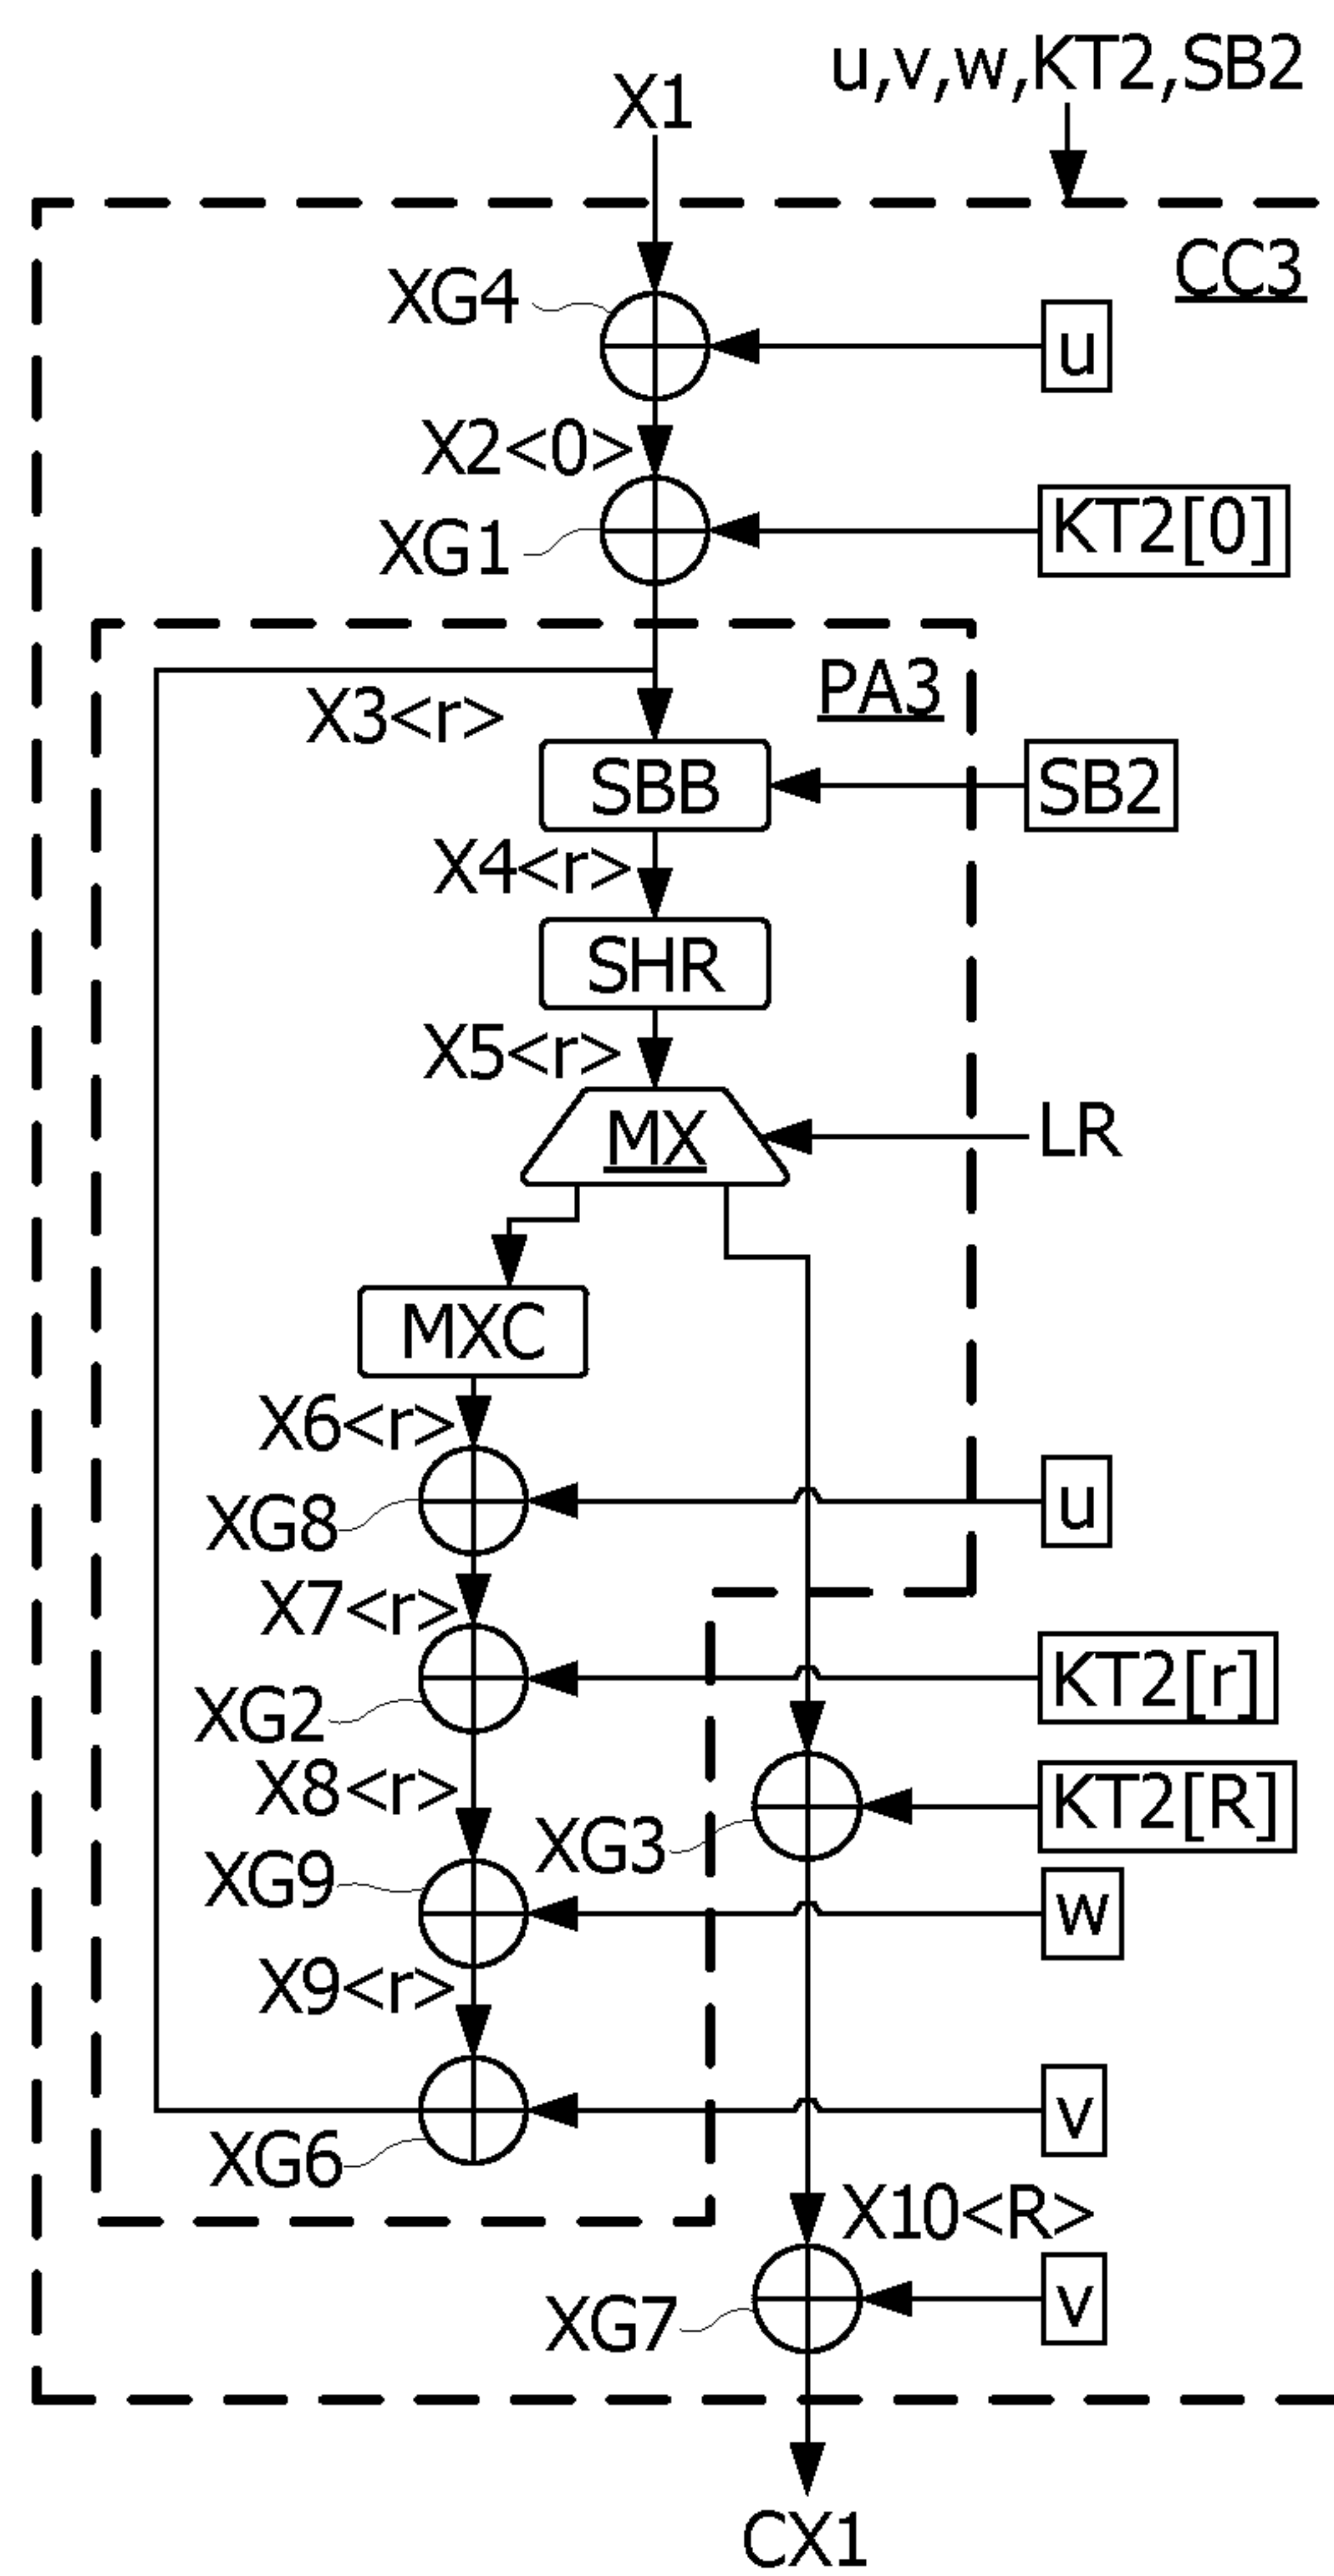 u,v,w,KT2,SB2
X1
CC3
XG4
u
X2<0>
KT2[0]
XG1
PA3
X3<r>
SBB
SB2
X4<r>
SHR
X5<r>
MX
LR
MXC
X6<r>
XG8
u
X7<r>
KT2[r]
XG2
X8<r>
KT2[R]
XG3
XG9
w
X9<r>
v
XG6
X10<R>
v
XG7
CX1